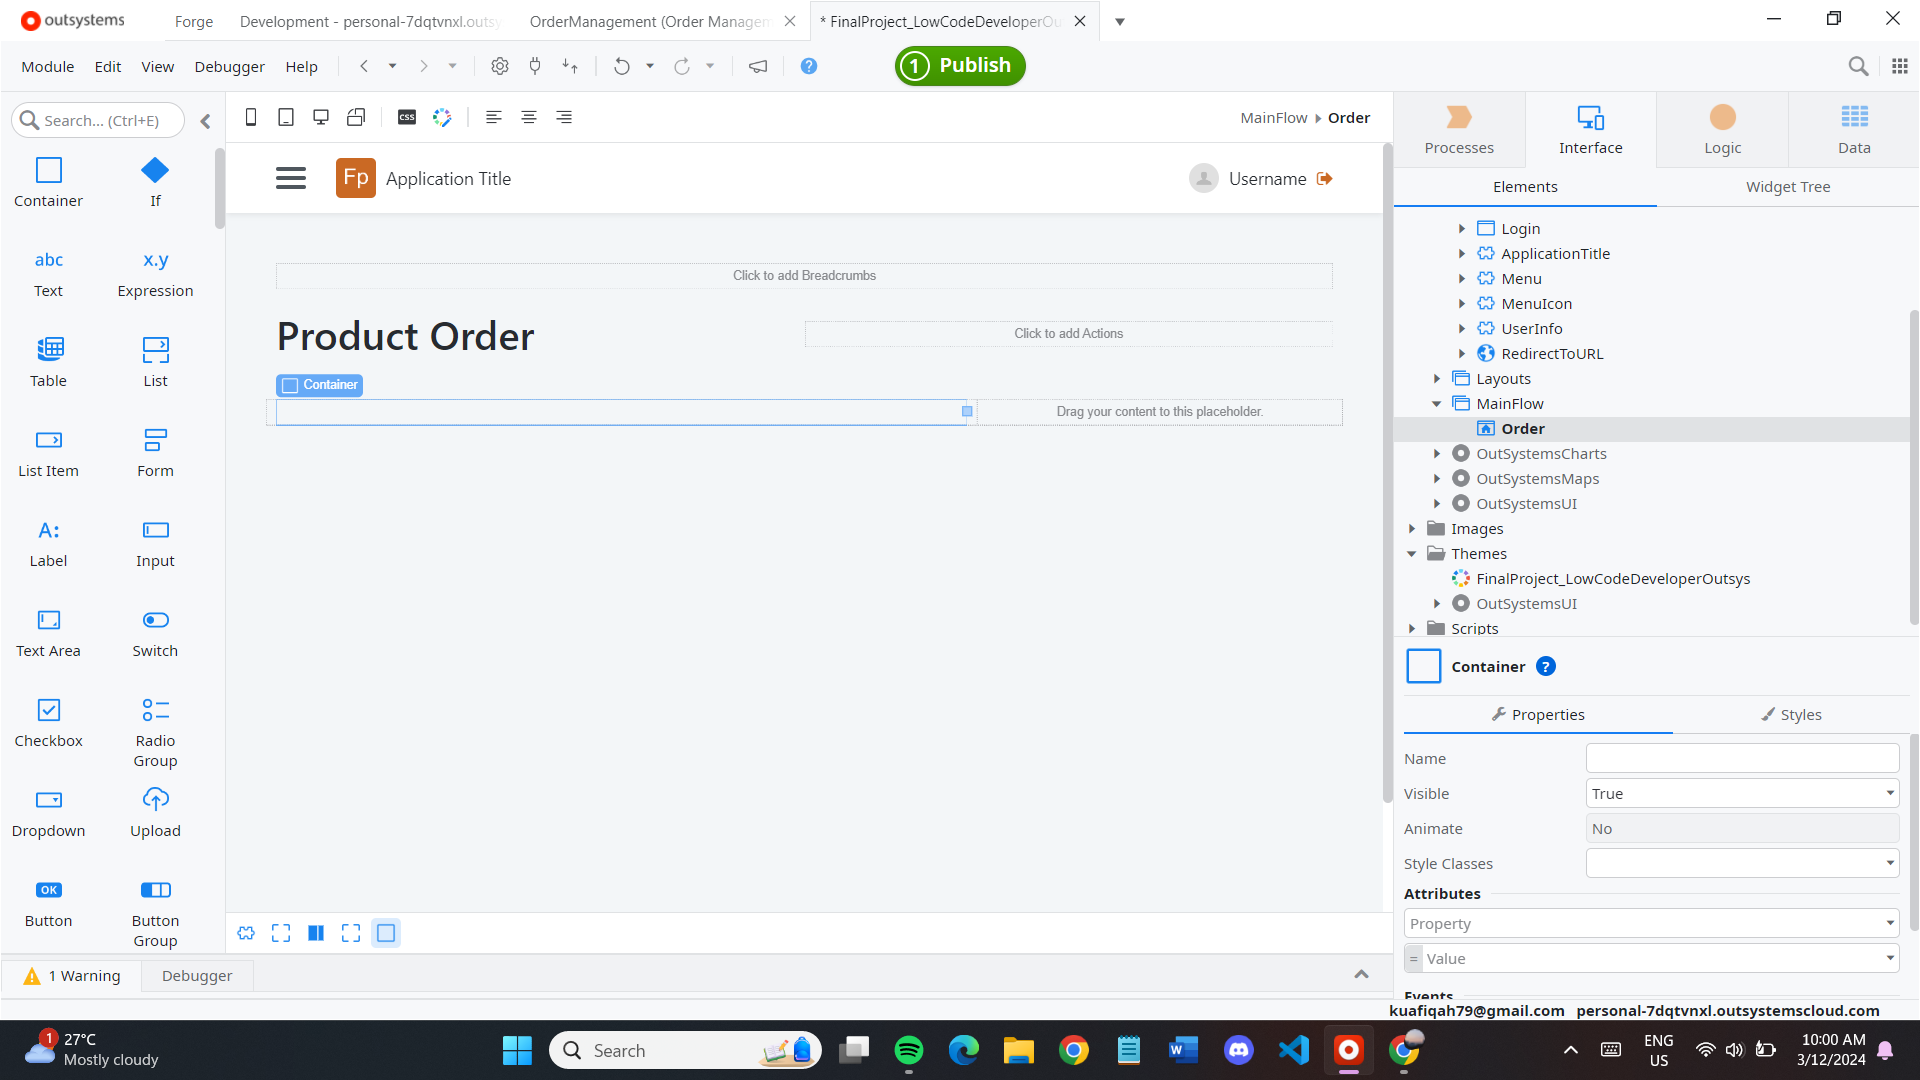 outsystems
Forge
Development - personal-7dqtvnxl.outsy
OrderManagement (Order Managem
* FinalProject_LowCodeDeveloperOu
Module
Edit
View
Debugger
Help
?
1 Publish
Search... (Ctrl+E)
Container
If
abc
Text
x.y
Expression
Table
List
List Item
Form
A:
Label
Input
Text Area
Switch
Checkbox
Radio
Group
Dropdown
Upload
OK
Button
Button
Group
CSS
MainFlow
Order
Fp Application Title
Username
Click to add Breadcrumbs
Product Order
Click to add Actions
Container
Drag your content to this placeholder.
1 Warning
Debugger
Processes
Interface
Logic
Data
Elements
Widget Tree
Login
ApplicationTitle
Menu
MenuIcon
UserInfo
RedirectToURL
Layouts
MainFlow
Order
OutSystemsCharts
OutSystemsMaps
OutSystemsUI
Images
Themes
FinalProject_LowCodeDeveloperOutsys
OutSystemsUI
Scripts
Container ?
Properties
Styles
Name
Visible
True
Animate
No
Style Classes
Attributes
Property
= Value
Events
kuafiqah79@gmail.com personal-7dqtvnxl.outsystemscloud.com
1
27°C
Mostly cloudy
Search
W
ENG
US
10:00 AM
3/12/2024